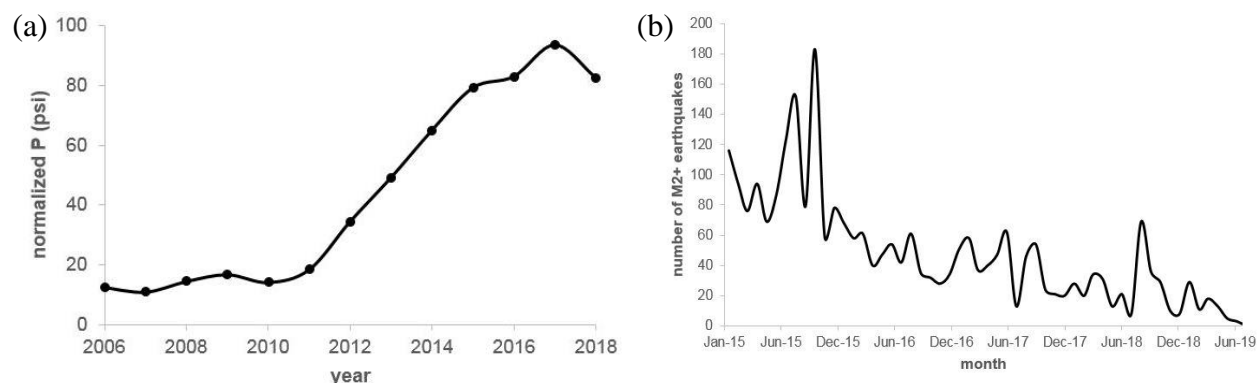 (a)
normalized P (psi)
100
80
60
40
20
0
2006 2008 2010 2012 2014 2016 2018
year
(b)
number of M2+ earthquakes
200
180
160
140
120
100
80
60
40
20
0
Jan-15 Jun-15 Dec-15 Jun-16 Dec-16 Jun-17 Dec-17 Jun-18 Dec-18 Jun-19
month